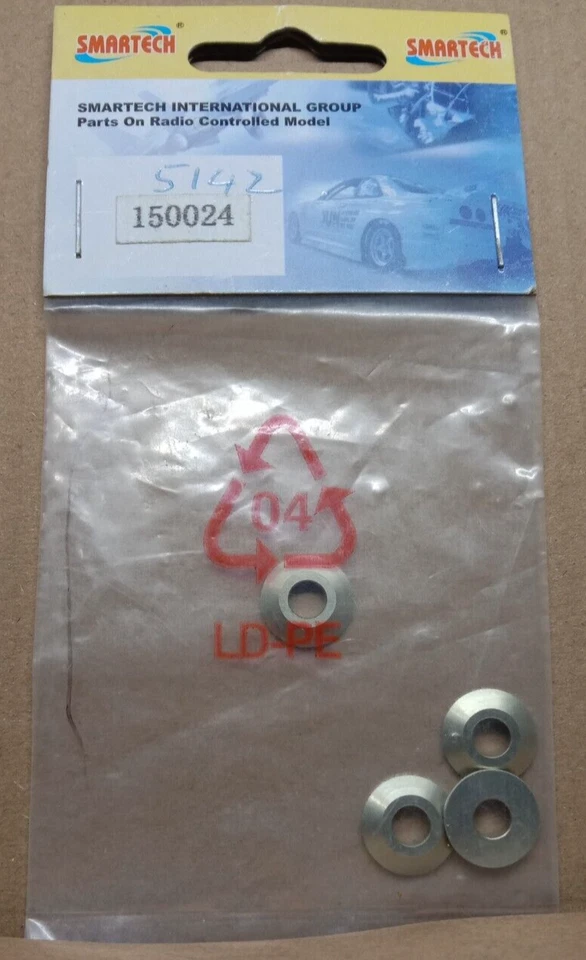 SMARTECH®
SMARTECH®
SMARTECH INTERNATIONAL GROUP
Parts On Radio Controlled Model
5142
150024
04
LD-PE